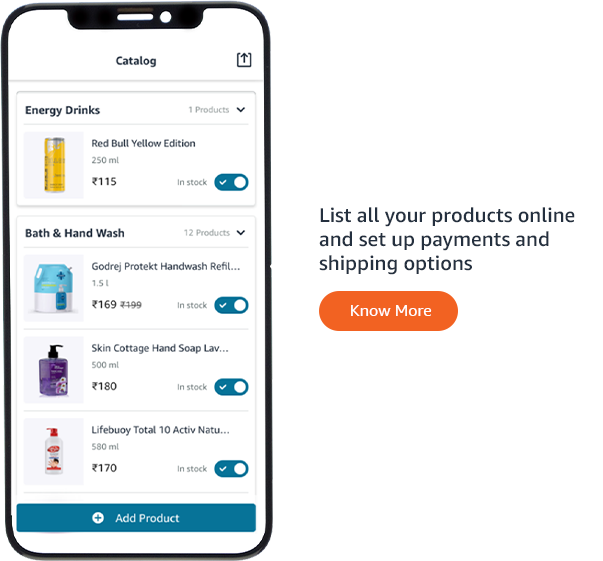 Catalog
Energy Drinks
1 Products
Red Bull Yellow Edition
250 ml
₹115
In stock
Bath & Hand Wash
12 Products
Godrej Protekt Handwash Refil...
1.5 l
₹169 ₹199
In stock
Skin Cottage Hand Soap Lav...
500 ml
₹180
In stock
Lifebuoy Total 10 Activ Natu...
580 ml
₹170
In stock
Add Product
List all your products online
and set up payments and
shipping options
Know More